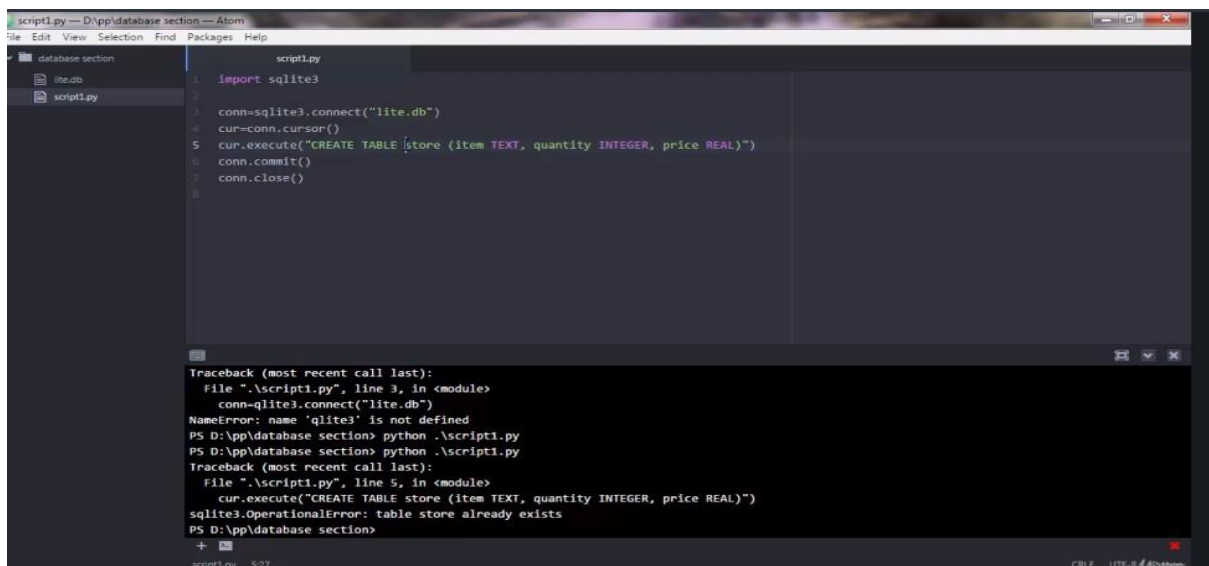 script1.py — D:\pp\database section — Atom
File Edit View Selection Find Packages Help
database section
lite.db
script1.py
script1.py
1 import sqlite3
2
3 conn=sqlite3.connect("lite.db")
4 cur=conn.cursor()
5 cur.execute("CREATE TABLE store (item TEXT, quantity INTEGER, price REAL)")
6 conn.commit()
7 conn.close()
8
Traceback (most recent call last):
File ".\script1.py", line 3, in <module>
conn=qlite3.connect("lite.db")
NameError: name 'qlite3' is not defined
PS D:\pp\database section> python .\script1.py
PS D:\pp\database section> python .\script1.py
Traceback (most recent call last):
File ".\script1.py", line 5, in <module>
cur.execute("CREATE TABLE store (item TEXT, quantity INTEGER, price REAL)")
sqlite3.OperationalError: table store already exists
PS D:\pp\database section>
script1.py 5:27
CRLF UTF-8 Python